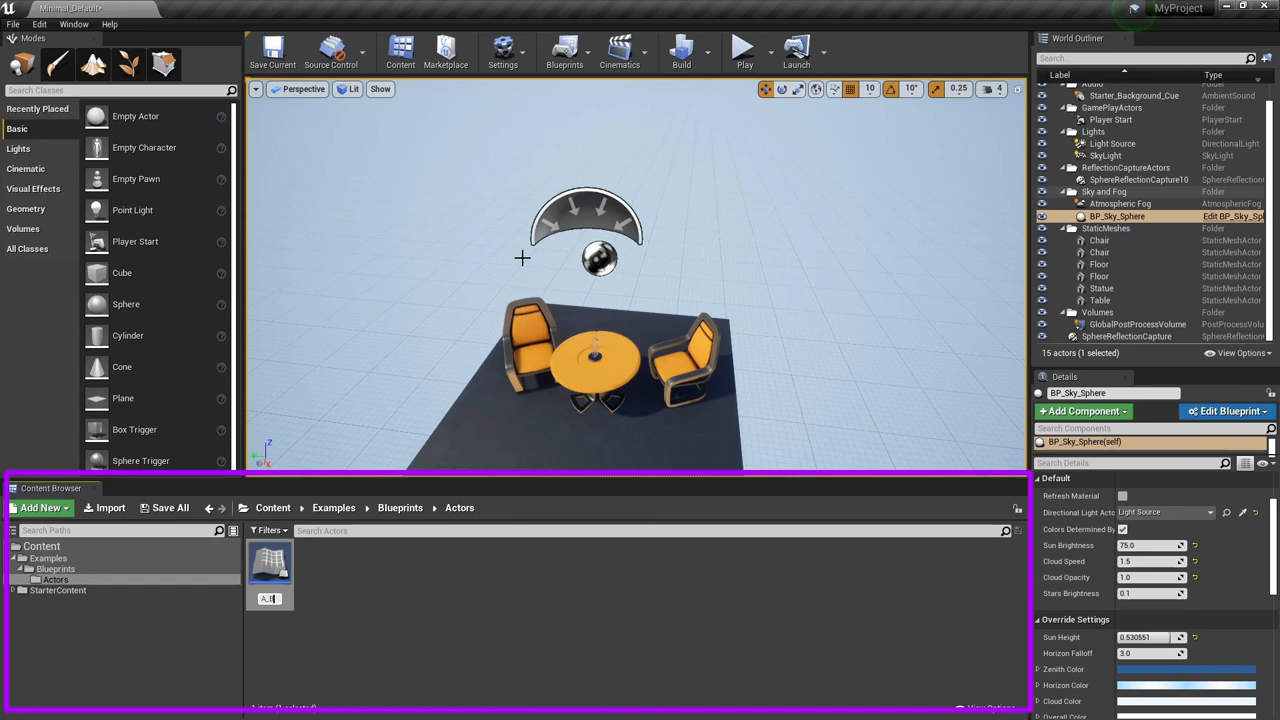 Minimal_Default*
MyProject
File Edit Window Help
Modes
Search Classes
Recently Placed
Basic
Lights
Cinematic
Visual Effects
Geometry
Volumes
All Classes
Empty Actor
Empty Character
Empty Pawn
Point Light
Player Start
Cube
Sphere
Cylinder
Cone
Plane
Box Trigger
Sphere Trigger
Save Current
Source Control
Content
Marketplace
Settings
Blueprints
Cinematics
Build
Play
Launch
Perspective
Lit
Show
10
10°
0.25
4
Z
X
World Outliner
Search...
Label Type
Audio Folder
Starter_Background_Cue AmbientSound
GamePlayActors Folder
Player Start PlayerStart
Lights Folder
Light Source DirectionalLight
SkyLight SkyLight
ReflectionCaptureActors Folder
SphereReflectionCapture10 SphereReflection
Sky and Fog Folder
Atmospheric Fog AtmosphericFog
BP_Sky_Sphere Edit BP_Sky_Sp
StaticMeshes Folder
Chair StaticMeshActor
Chair StaticMeshActor
Floor StaticMeshActor
Floor StaticMeshActor
Statue StaticMeshActor
Table StaticMeshActor
Volumes Folder
GlobalPostProcessVolume PostProcessVolu
SphereReflectionCapture SphereReflection
15 actors (1 selected)
View Options
Details
BP_Sky_Sphere
+Add Component
Edit Blueprint
Search Components
BP_Sky_Sphere(self)
Search Details
Default
Refresh Material
Directional Light Acto Light Source
Colors Determined By
Sun Brightness 75.0
Cloud Speed 1.5
Cloud Opacity 1.0
Stars Brightness 0.1
Override Settings
Sun Height 0.530551
Horizon Falloff 3.0
Zenith Color
Horizon Color
Cloud Color
Overall Color
Content Browser
Add New Import Save All Content Examples Blueprints Actors
Search Paths
Filters Search Actors
Content
Examples
Blueprints
Actors
StarterContent
A_B
1 item (1 selected)
View Options